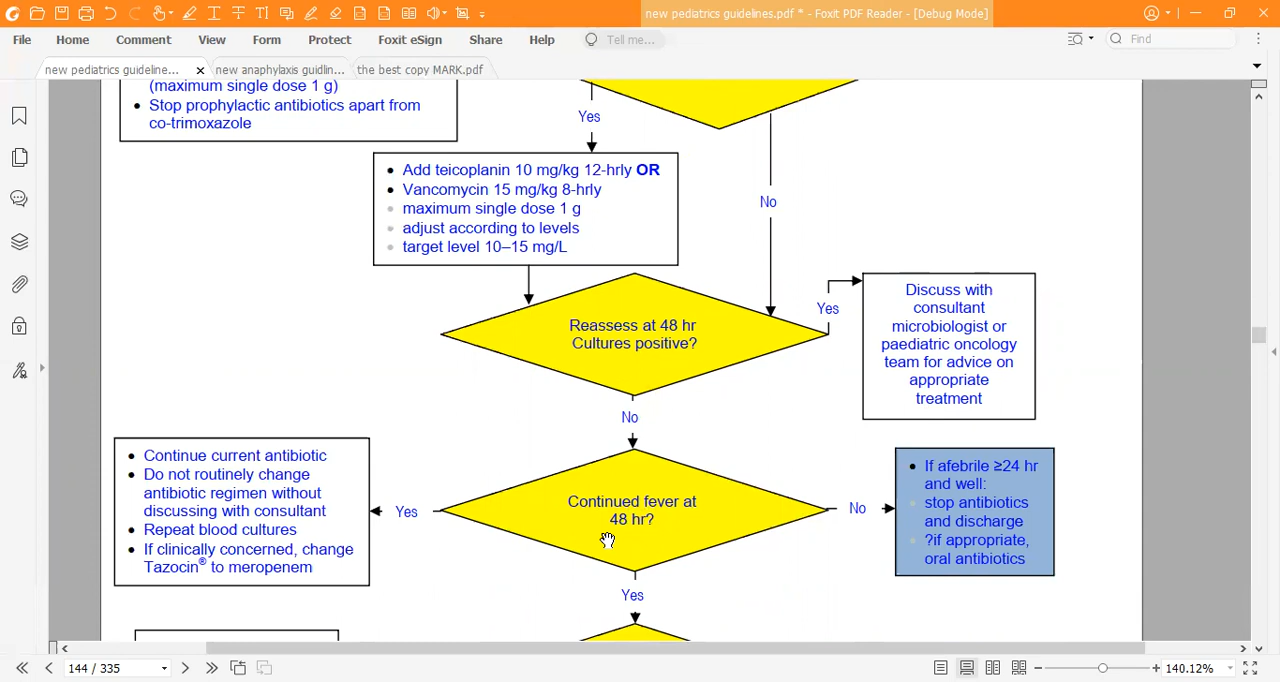 new pediatrics guidelines.pdf * - Foxit PDF Reader - [Debug Mode]
File Home Comment View Form Protect Foxit eSign Share Help Tell me... Find
new pediatrics guideline... new anaphylaxis guidlin... the best copy MARK.pdf
(maximum single dose 1 g)
Stop prophylactic antibiotics apart from
co-trimoxazole
Yes
Add teicoplanin 10 mg/kg 12-hrly OR
Vancomycin 15 mg/kg 8-hrly
maximum single dose 1 g
adjust according to levels
target level 10–15 mg/L
No
Reassess at 48 hr
Cultures positive?
Yes
Discuss with
consultant
microbiologist or
paediatric oncology
team for advice on
appropriate
treatment
No
Continued fever at
48 hr?
Yes
Continue current antibiotic
Do not routinely change
antibiotic regimen without
discussing with consultant
Repeat blood cultures
If clinically concerned, change
Tazocin® to meropenem
No
If afebrile ≥24 hr
and well:
stop antibiotics
and discharge
?if appropriate,
oral antibiotics
Yes
144 / 335
140.12%